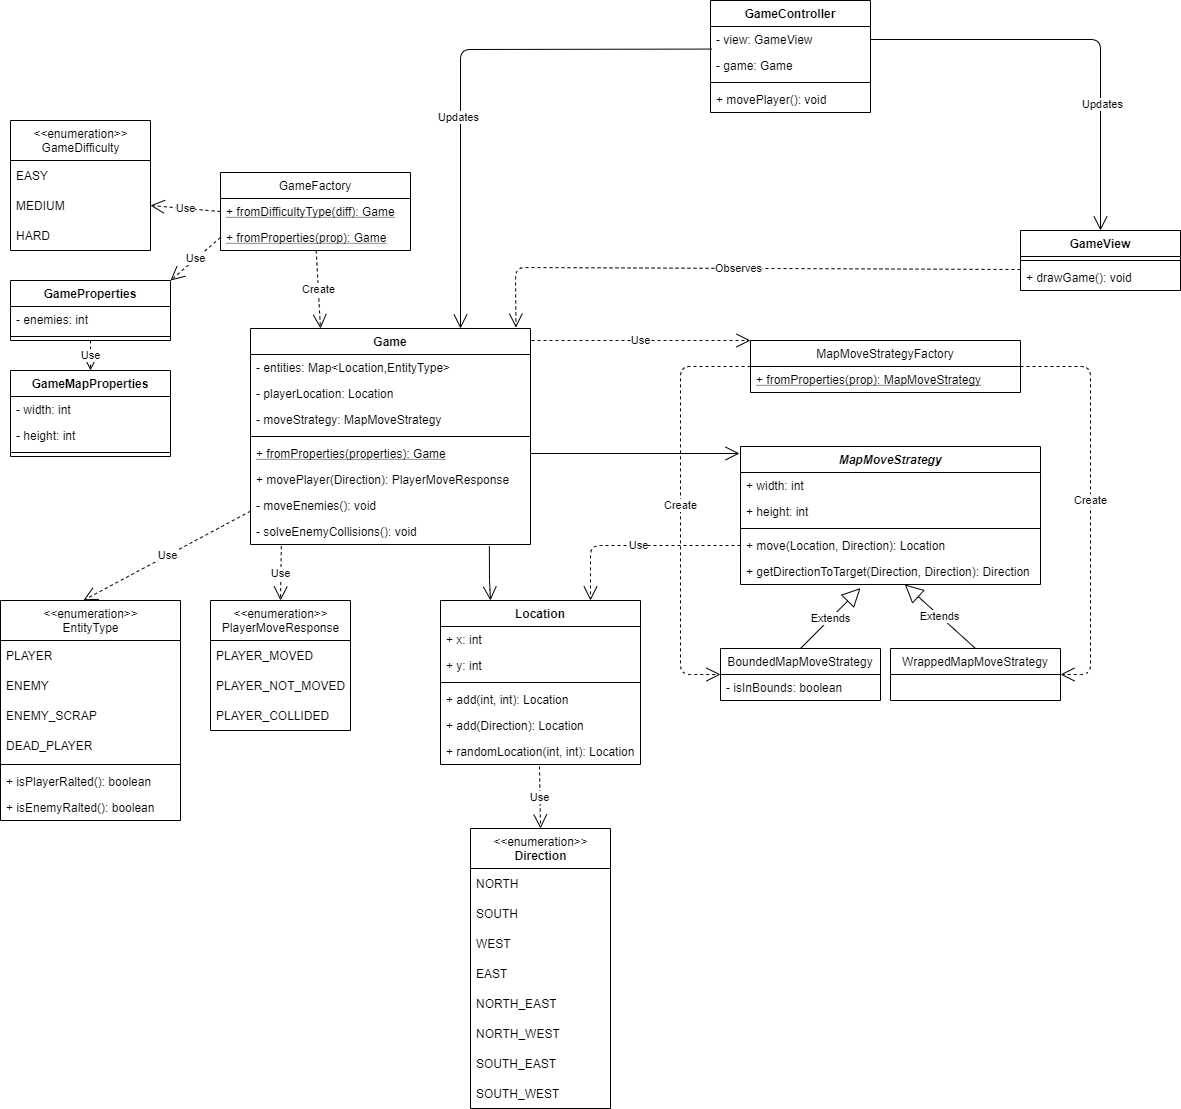 GameController
- view: GameView
- game: Game
+ movePlayer(): void
Updates
Updates
<<enumeration>>
GameDifficulty
EASY
MEDIUM
HARD
GameFactory
+ fromDifficultyType(diff): Game
+ fromProperties(prop): Game
Use
Use
Create
GameView
+ drawGame(): void
Observes
GameProperties
- enemies: int
Use
GameMapProperties
- width: int
- height: int
Game
- entities: Map<Location,EntityType>
- playerLocation: Location
- moveStrategy: MapMoveStrategy
+ fromProperties(properties): Game
+ movePlayer(Direction): PlayerMoveResponse
- moveEnemies(): void
- solveEnemyCollisions(): void
Use
MapMoveStrategyFactory
+ fromProperties(prop): MapMoveStrategy
Create
Create
MapMoveStrategy
+ width: int
+ height: int
+ move(Location, Direction): Location
+ getDirectionToTarget(Direction, Direction): Direction
Use
Use
Use
Extends
Extends
<<enumeration>>
EntityType
PLAYER
ENEMY
ENEMY_SCRAP
DEAD_PLAYER
+ isPlayerRalted(): boolean
+ isEnemyRalted(): boolean
<<enumeration>>
PlayerMoveResponse
PLAYER_MOVED
PLAYER_NOT_MOVED
PLAYER_COLLIDED
Location
+ x: int
+ y: int
+ add(int, int): Location
+ add(Direction): Location
+ randomLocation(int, int): Location
BoundedMapMoveStrategy
- isInBounds: boolean
WrappedMapMoveStrategy
Use
<<enumeration>>
Direction
NORTH
SOUTH
WEST
EAST
NORTH_EAST
NORTH_WEST
SOUTH_EAST
SOUTH_WEST